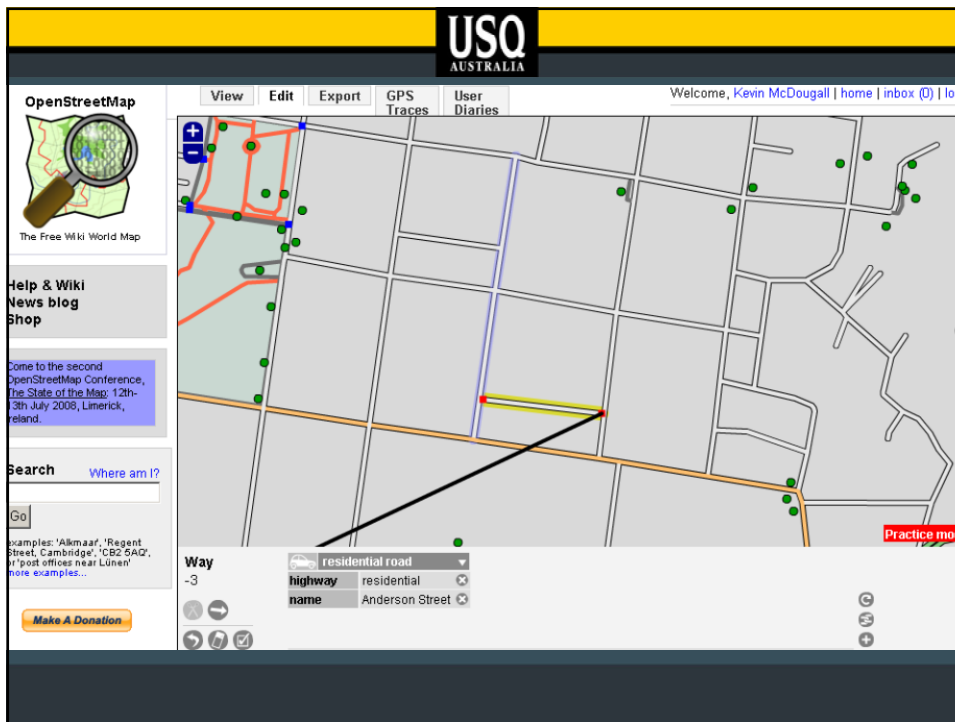 USQ
AUSTRALIA
OpenStreetMap
The Free Wiki World Map
View
Edit
Export
GPS
Traces
User
Diaries
Welcome, Kevin McDougall | home | inbox (0) | lo
Help & Wiki
News blog
Shop
Come to the second
OpenStreetMap Conference,
The State of the Map: 12th-
13th July 2008, Limerick,
Ireland.
Search
Where am I?
Go
examples: 'Alkmaar', 'Regent
Street, Cambridge', 'CB2 5AQ',
or 'post offices near Lünen'
more examples...
Make A Donation
Practice mo
Way
-3
residential road
highway
residential
name
Anderson Street